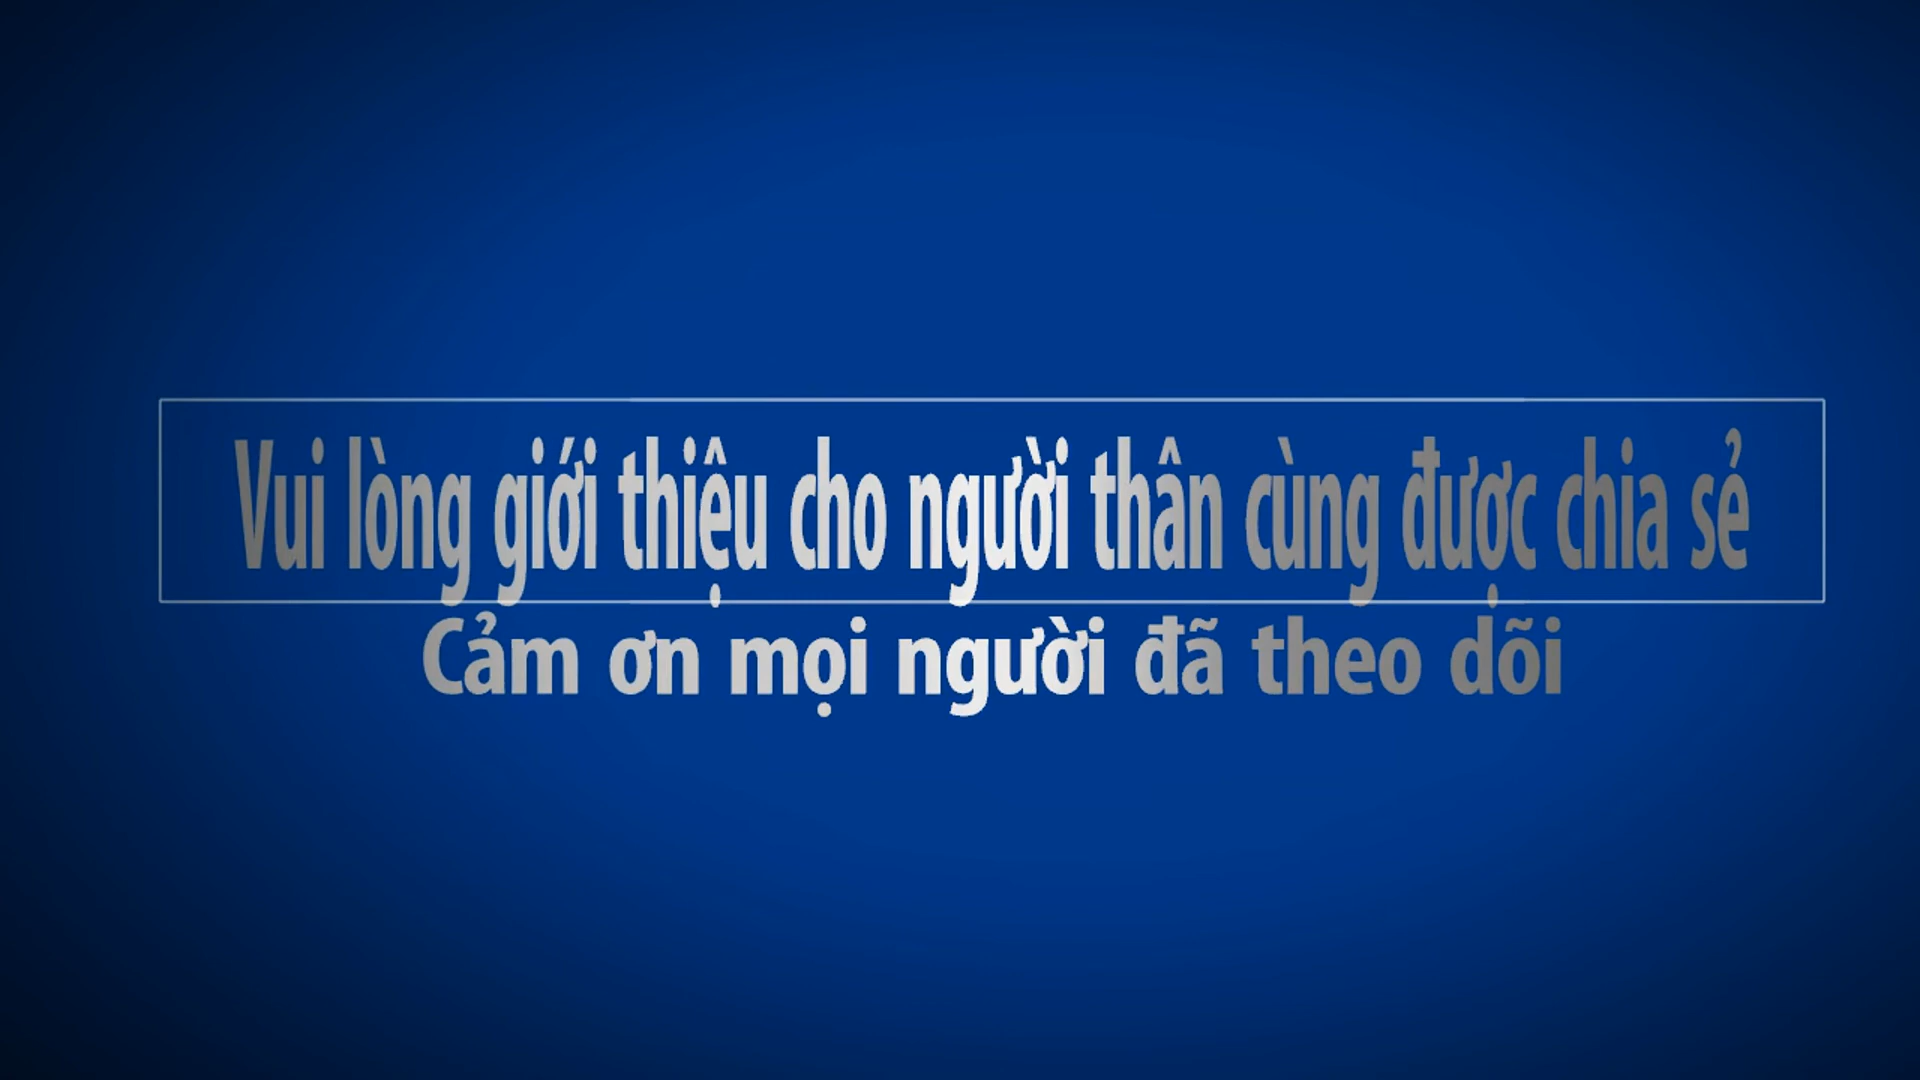 Vui lòng giới thiệu cho người thân cùng được chia sẻ
Cảm ơn mọi người đã theo dõi